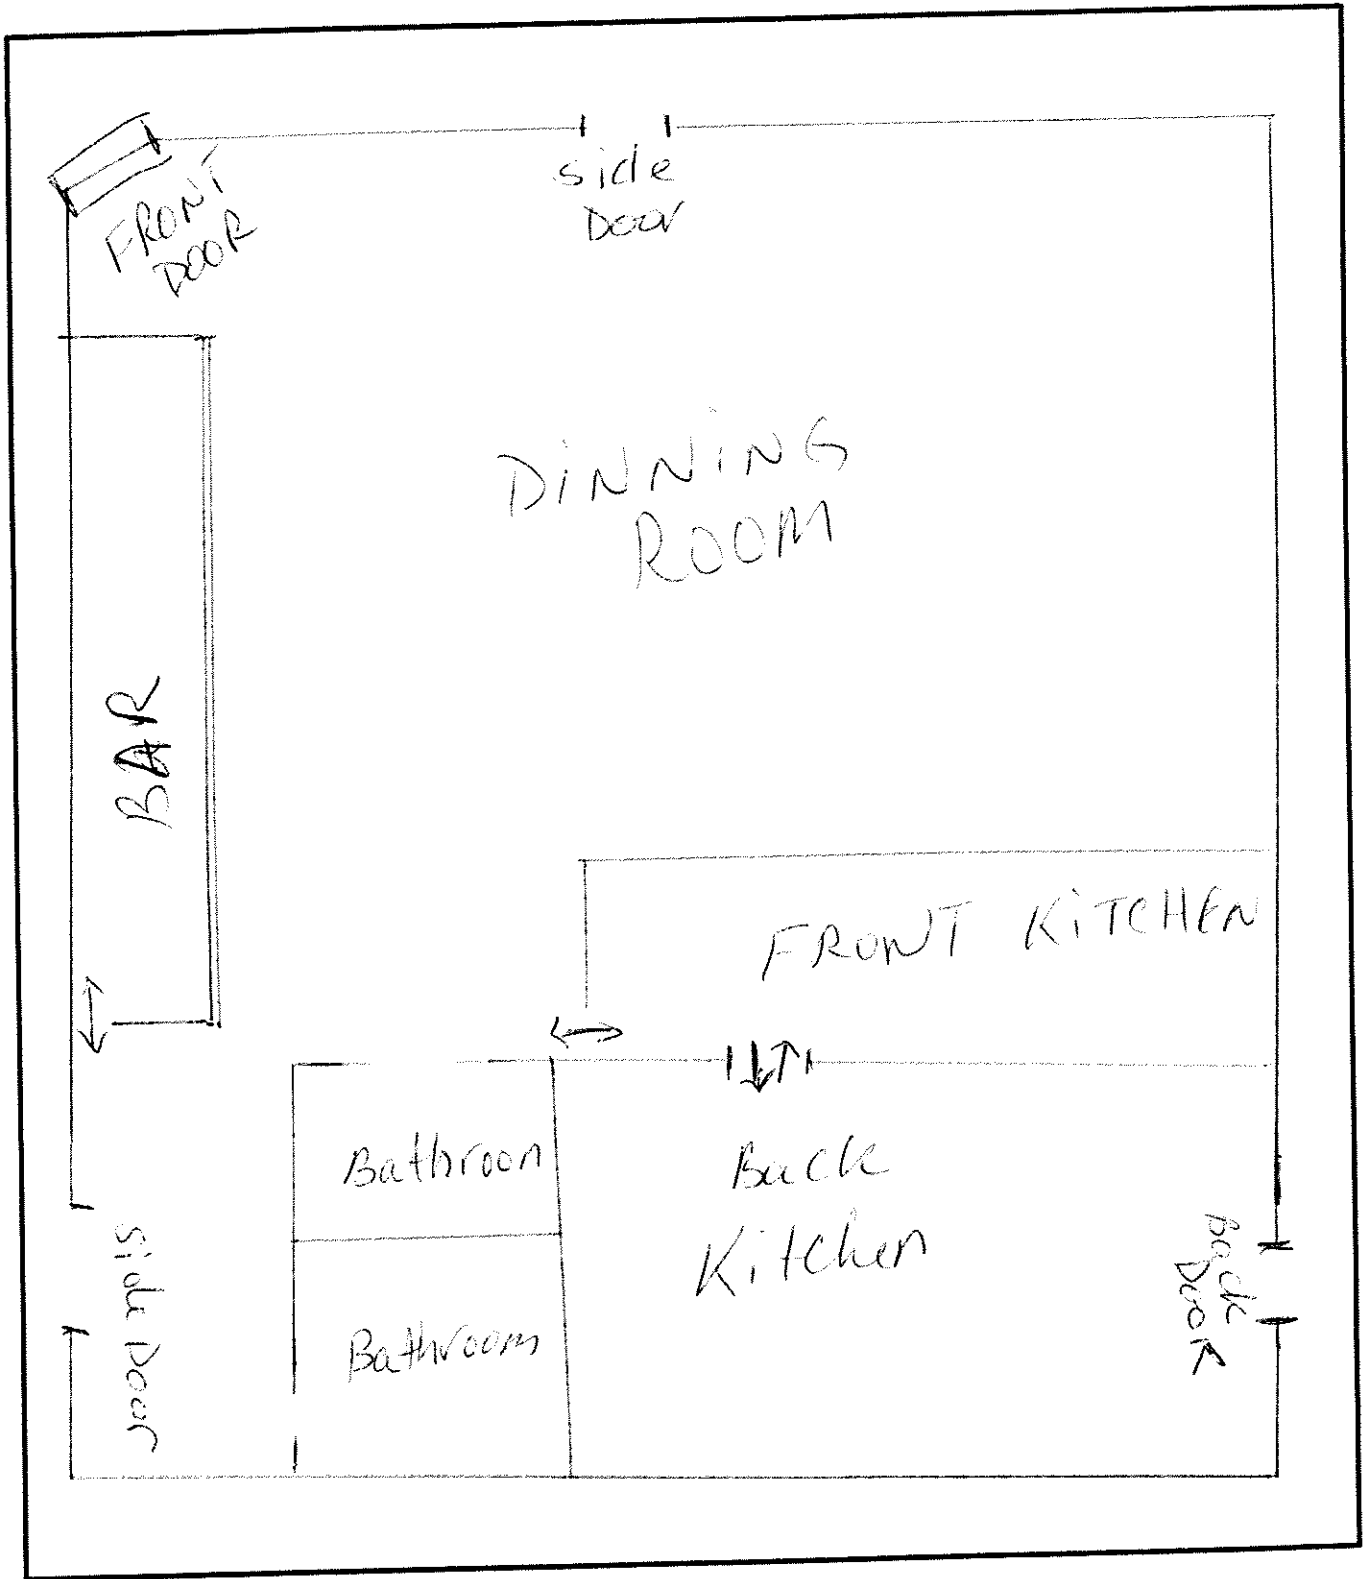 FRONT
DOOR
side
Door
DiNNiNG
ROOM
BAR
FRONT KiTCHEN
Bathroon
Back
Kitchen
Bathroom
Side Door
Back
DooR